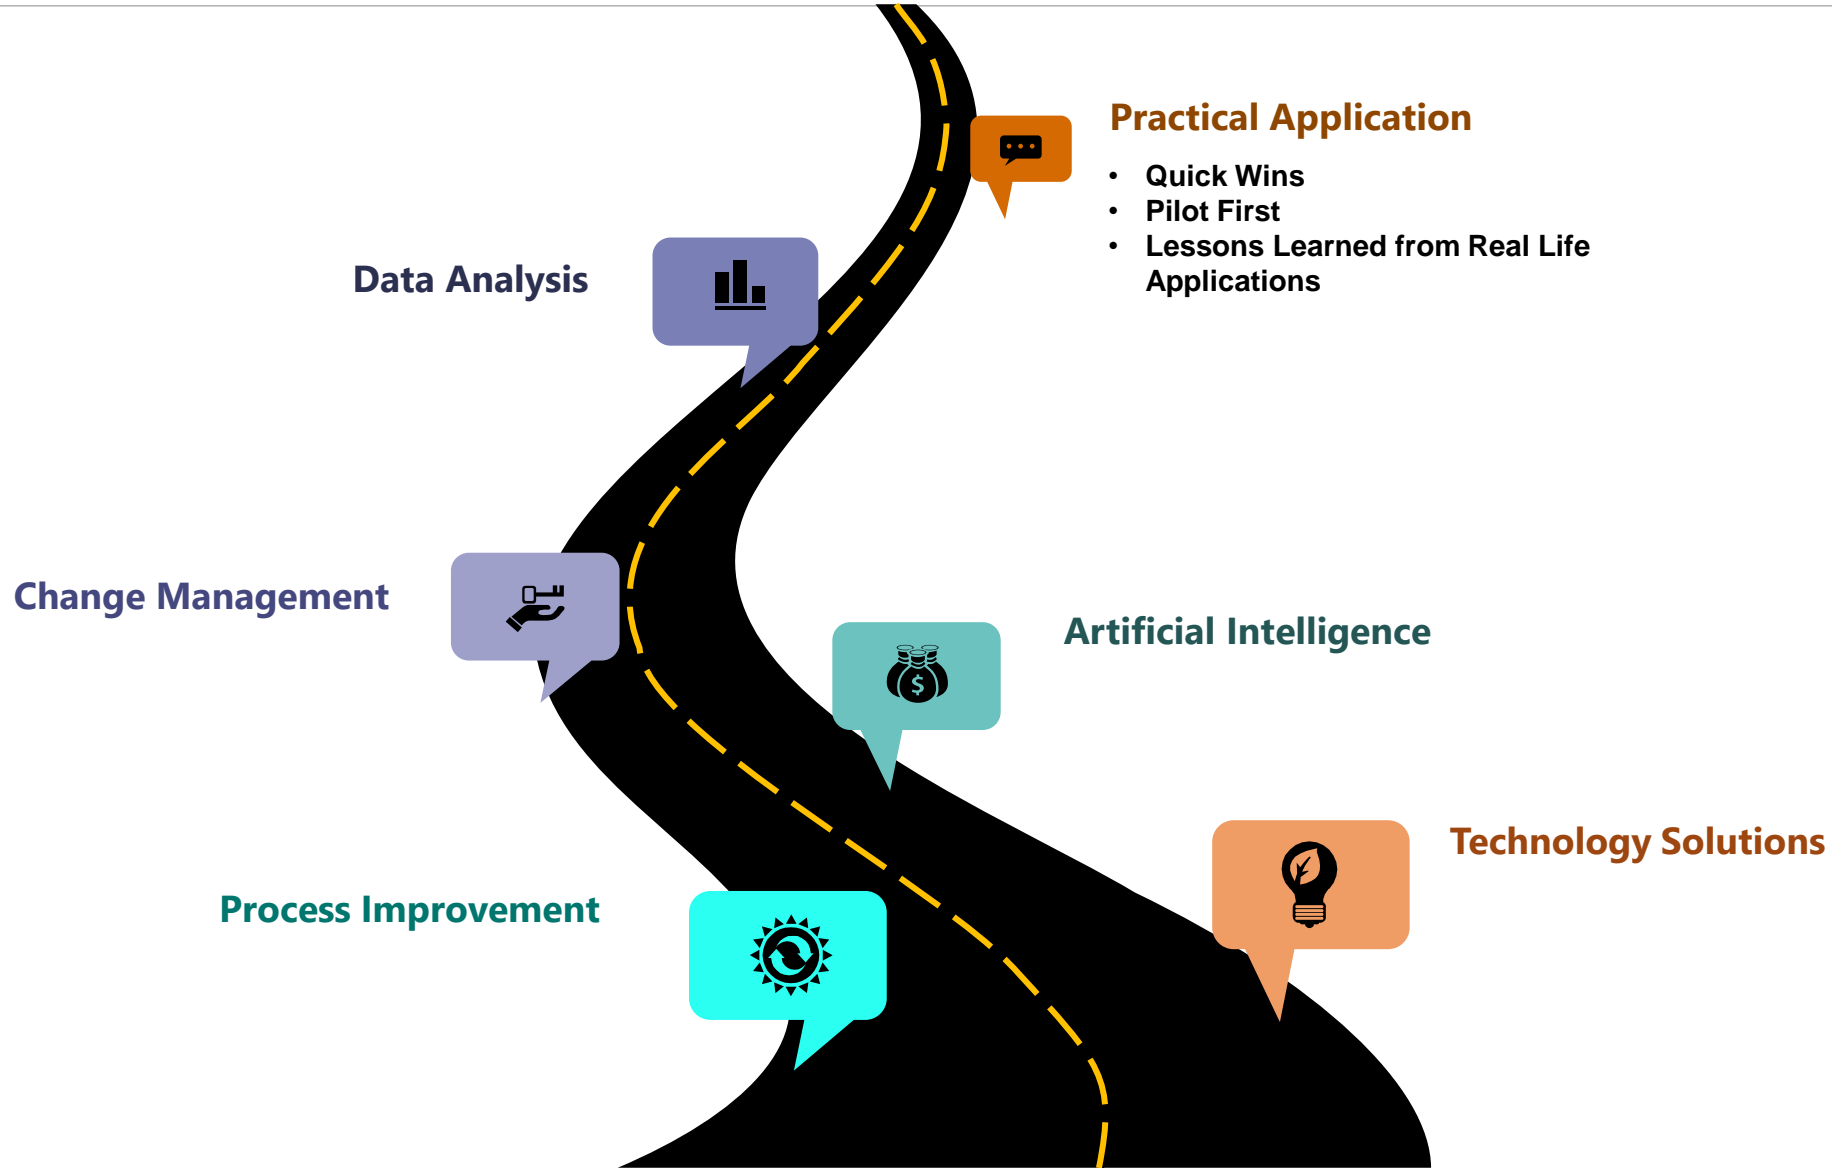 Practical Application
• Quick Wins
• Pilot First
• Lessons Learned from Real Life
Applications
Data Analysis
Change Management
Artificial Intelligence
$
Technology Solutions
Process Improvement